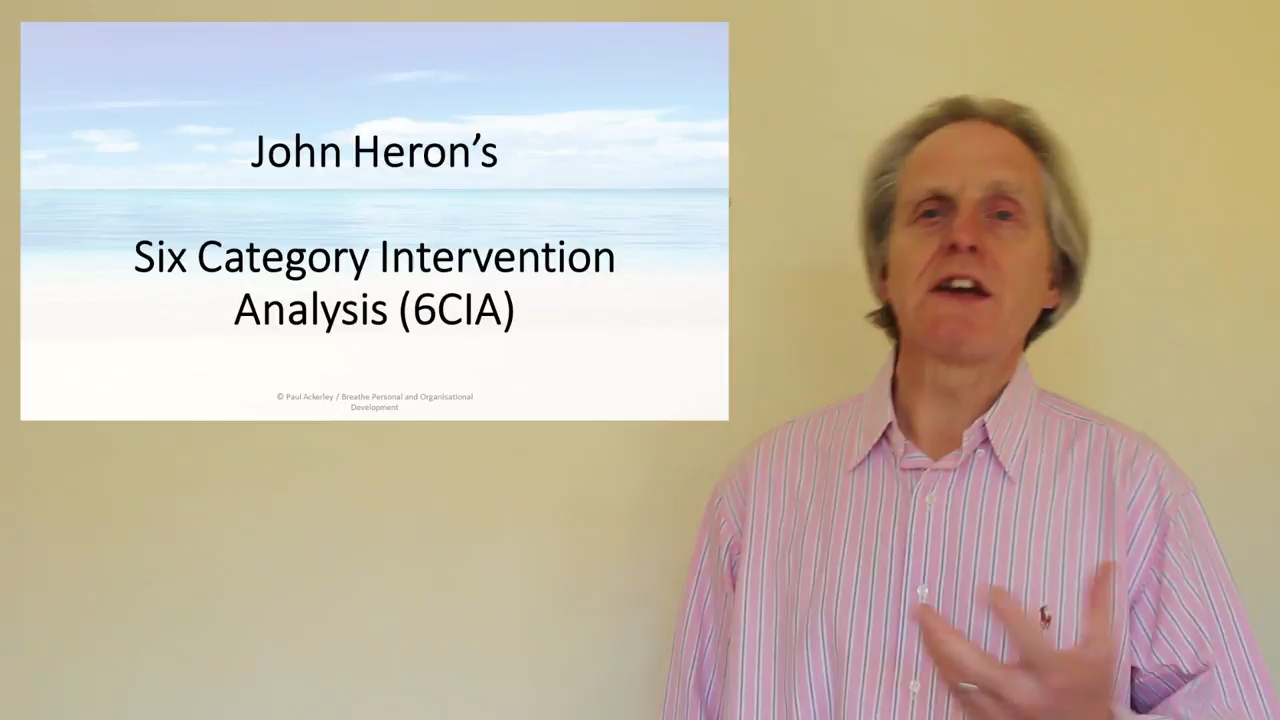 John Heron’s
Six Category Intervention
Analysis (6CIA)
© Paul Ackerley / Breathe Personal and Organisational
Development